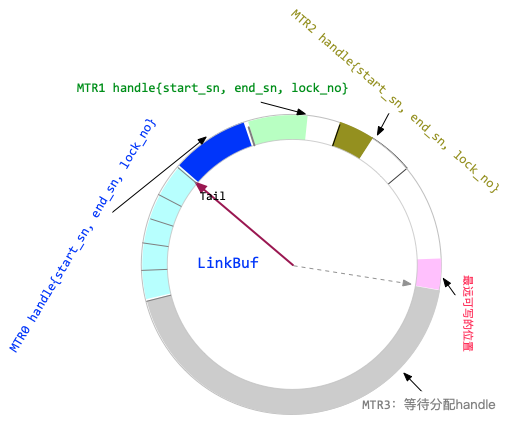 MTR2 handle{start_sn, end_sn, lock_no}
MTR1 handle{start_sn, end_sn, lock_no}
MTR0 handle{start_sn, end_sn, lock_no}
Tail
LinkBuf
最远可写的位置
MTR3: 等待分配handle